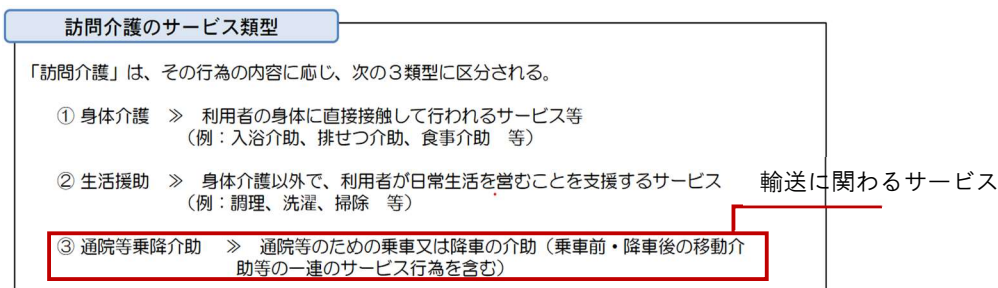 訪問介護のサービス類型
「訪問介護」は、その行為の内容に応じ、次の3類型に区分される。
① 身体介護 ≫ 利用者の身体に直接接触して行われるサービス等
（例：入浴介助、排せつ介助、食事介助 等）
② 生活援助 ≫ 身体介護以外で、利用者が日常生活を営むことを支援するサービス
（例：調理、洗濯、掃除 等）
輸送に関わるサービス
③ 通院等乗降介助 ≫ 通院等のための乗車又は降車の介助（乗車前・降車後の移動介
助等の一連のサービス行為を含む）